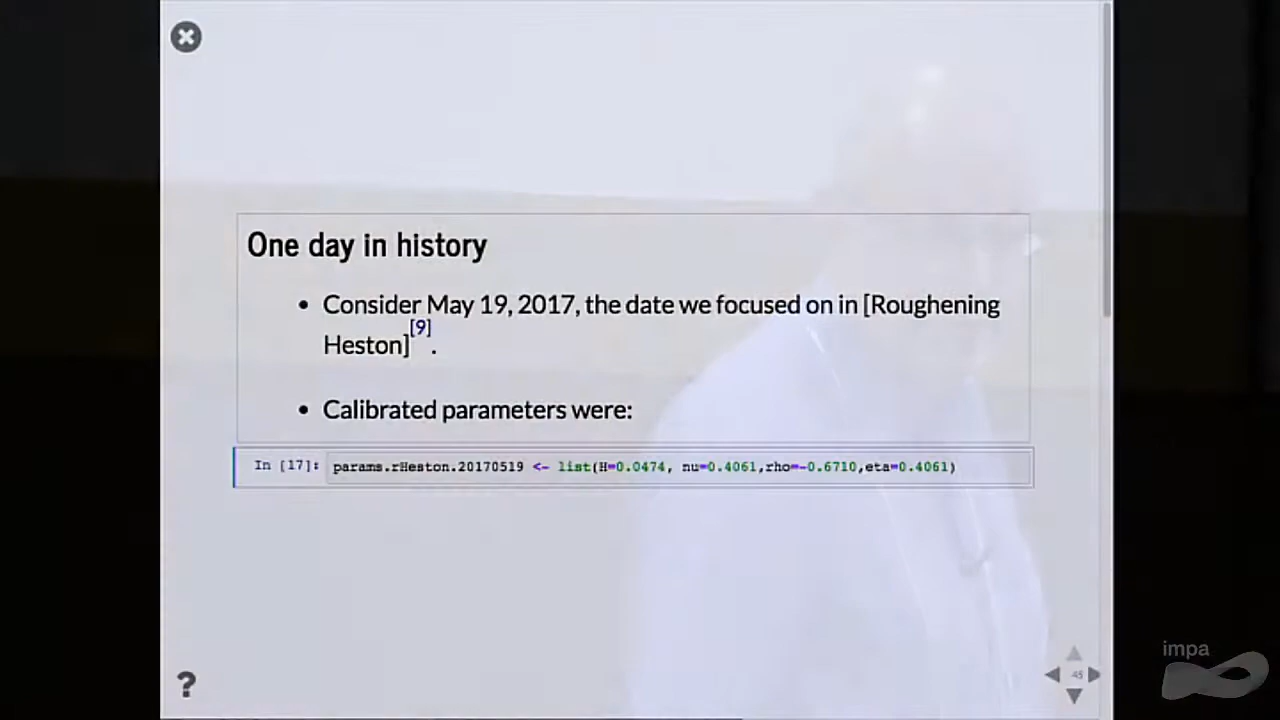 One day in history
• Consider May 19, 2017, the date we focused on in [Roughening
Heston][9].
• Calibrated parameters were:
In [17]: params.rHeston.20170519 <- list(H=0.0474, nu=0.4061,rho=-0.6710,eta=0.4061)
?
45
impa